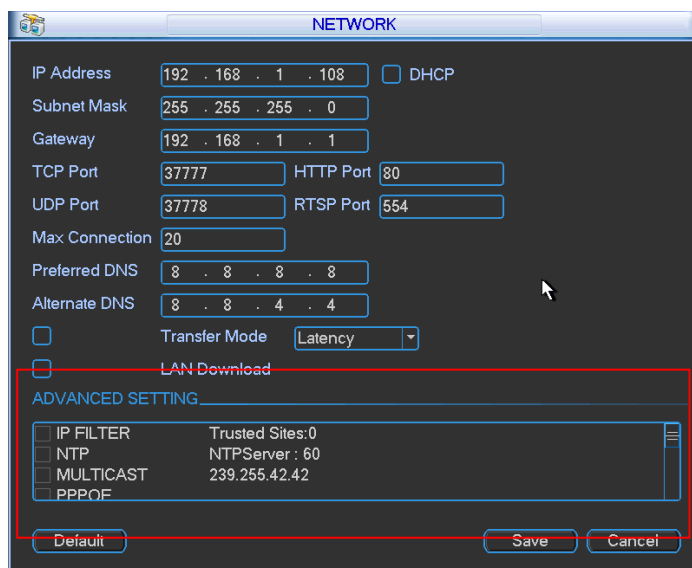 NETWORK
IP Address 192 . 168 . 1 . 108 DHCP
Subnet Mask 255 . 255 . 255 . 0
Gateway 192 . 168 . 1 . 1
TCP Port 37777 HTTP Port 80
UDP Port 37778 RTSP Port 554
Max Connection 20
Preferred DNS 8 . 8 . 8 . 8
Alternate DNS 8 . 8 . 4 . 4
Transfer Mode Latency
LAN Download
ADVANCED SETTING
IP FILTER Trusted Sites:0
NTP NTPServer : 60
MULTICAST 239.255.42.42
PPPOE
Default Save Cancel